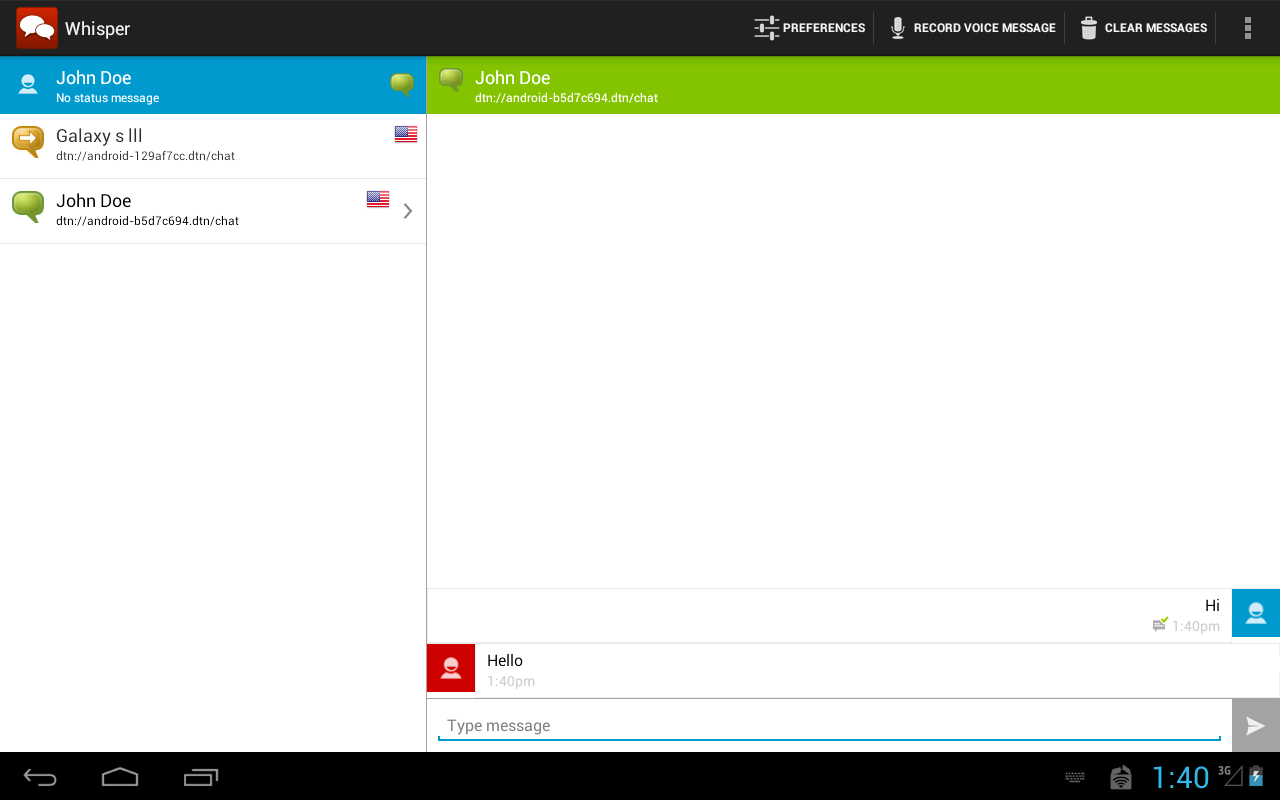 Whisper
PREFERENCES
RECORD VOICE MESSAGE
CLEAR MESSAGES
John Doe
No status message
Galaxy s lll
dtn://android-129af7cc.dtn/chat
John Doe
dtn://android-b5d7c694.dtn/chat
John Doe
dtn://android-b5d7c694.dtn/chat
Hi
1:40pm
Hello
1:40pm
Type message
1:40
3G